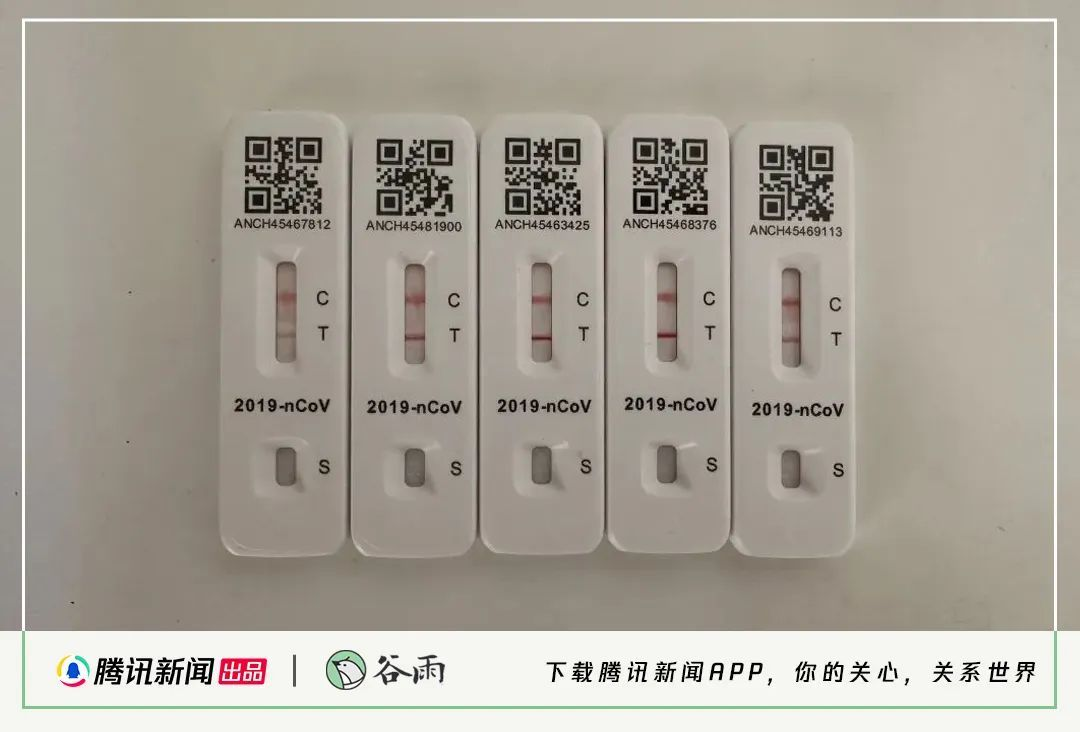 ANCH45467812
C
T
2019-nCoV
S
ANCH45481900
C
T
2019-nCoV
S
ANCH45463425
C
T
2019-nCoV
S
ANCH45468376
C
T
2019-nCoV
S
ANCH45469113
C
T
2019-nCoV
S
腾讯新闻 出品 | 谷雨
下载腾讯新闻APP，你的关心，关系世界